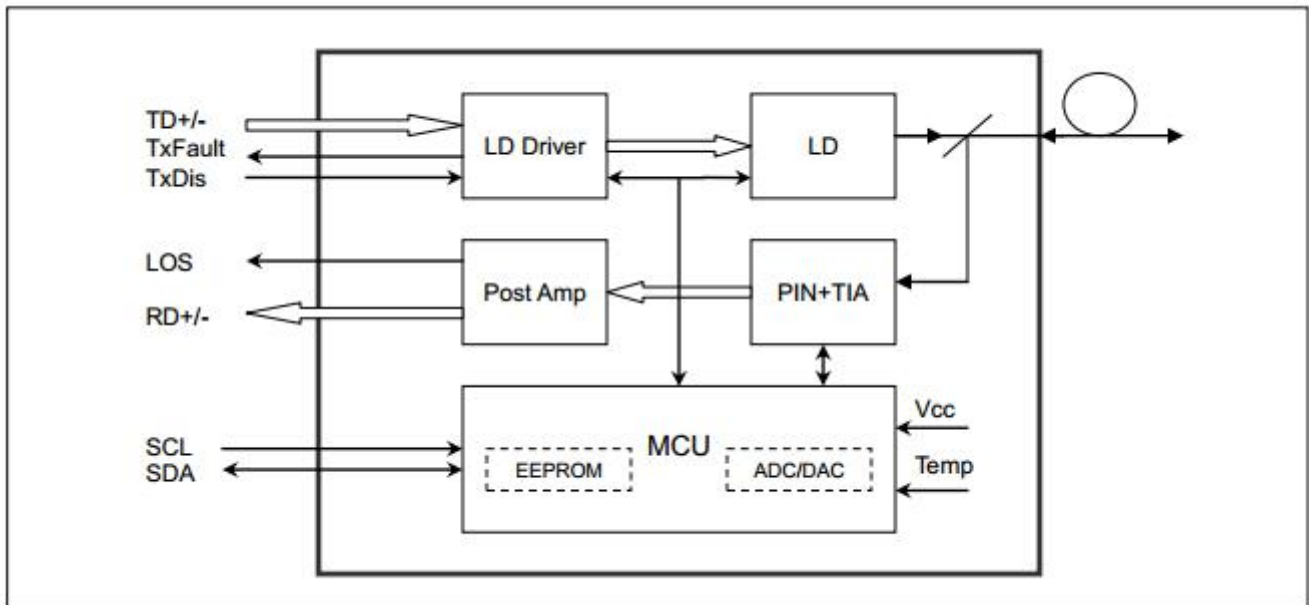 TD+/-
TxFault
TxDis
LD Driver
LD
LOS
RD+/-
Post Amp
PIN+TIA
SCL
SDA
MCU
EEPROM
ADC/DAC
Vcc
Temp